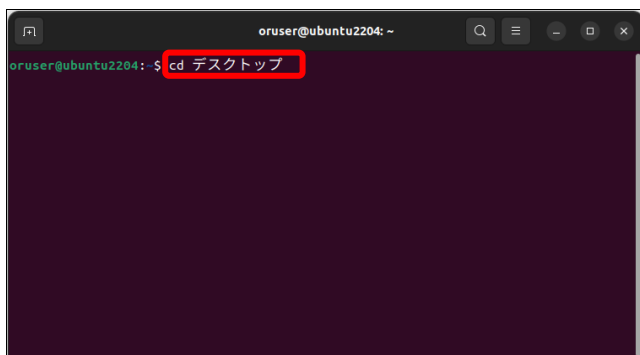 oruser@ubuntu2204: ~
oruser@ubuntu2204:~$ cd デスクトップ